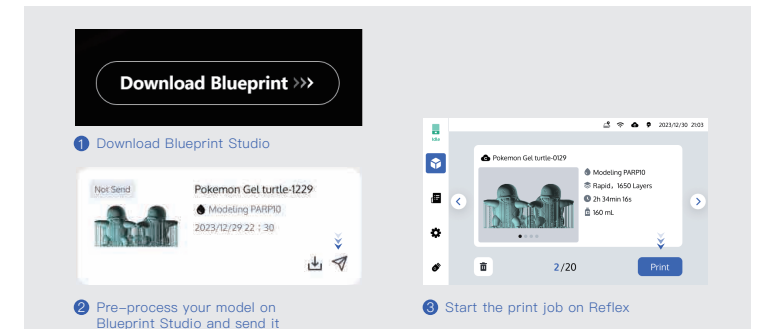 Download Blueprint >>>
1 Download Blueprint Studio
Not Send
Pokemon Gel turtle-1229
Modeling PARP10
2023/12/29 22 : 30
2 Pre-process your model on
Blueprint Studio and send it
2023/12/30 21:03
Idle
Pokemon Gel turtle-0129
Modeling PARP10
Rapid, 1650 Layers
2h 34min 16s
160 mL
2/20
Print
3 Start the print job on Reflex